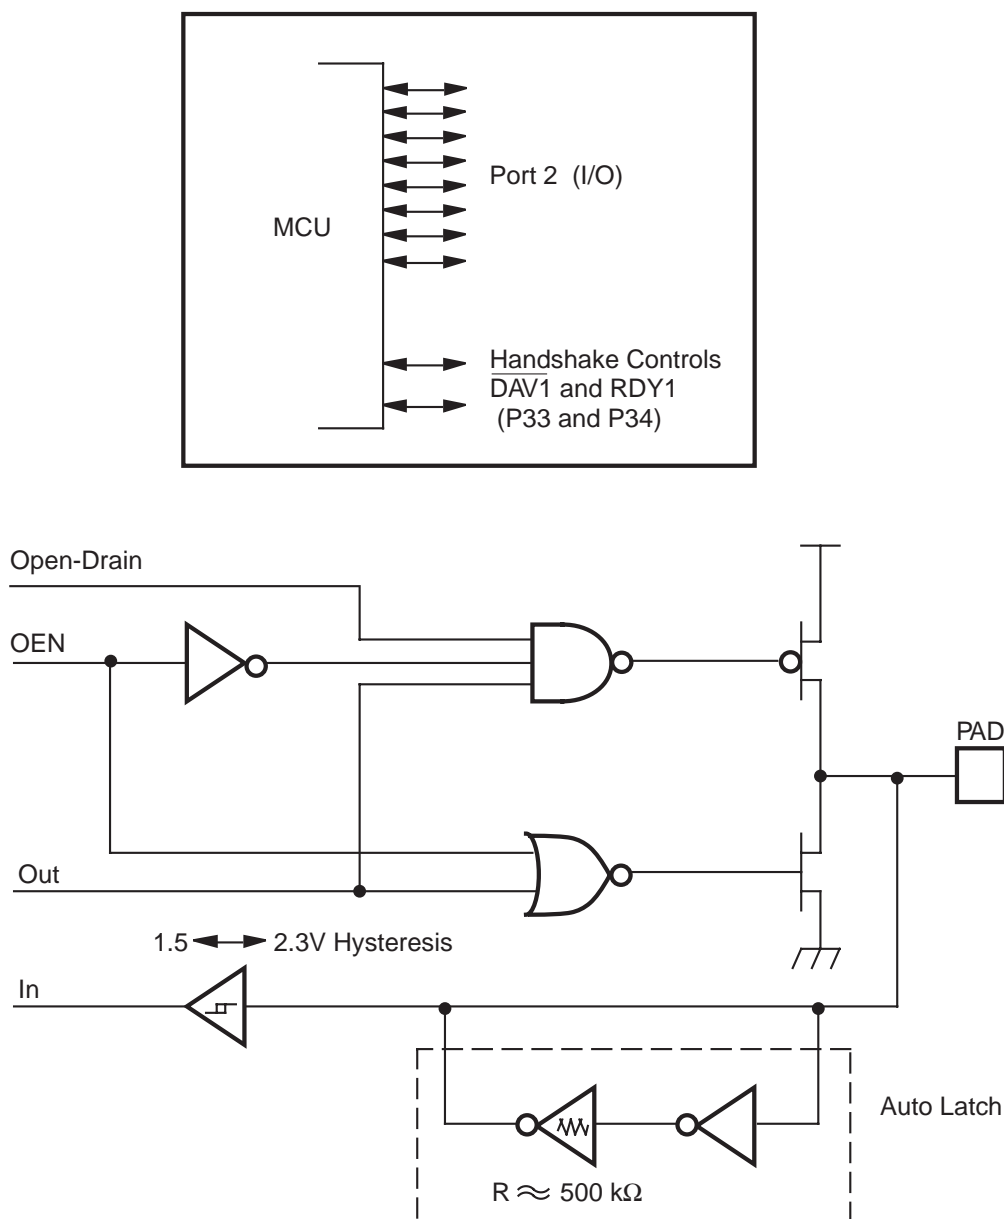 Port 2 (I/O)
MCU
Handshake Controls
D̅A̅V̅1̅ and RDY1
(P33 and P34)
Open-Drain
OEN
PAD
Out
1.5 2.3V Hysteresis
In
Auto Latch
R ≈ 500 kΩ